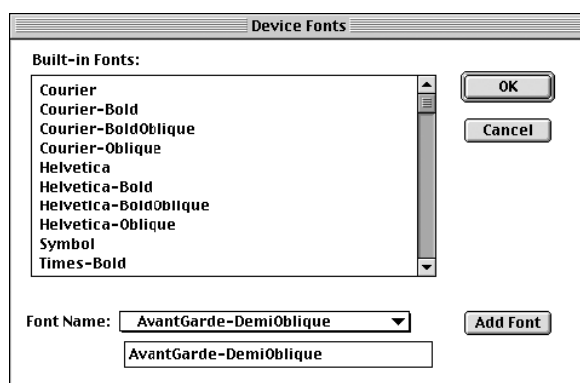 Device Fonts
Built-in Fonts:
Courier
Courier-Bold
Courier-BoldOblique
Courier-Oblique
Helvetica
Helvetica-Bold
Helvetica-BoldOblique
Helvetica-Oblique
Symbol
Times-Bold
OK
Cancel
Font Name: AvantGarde-DemiOblique
Add Font
AvantGarde-DemiOblique